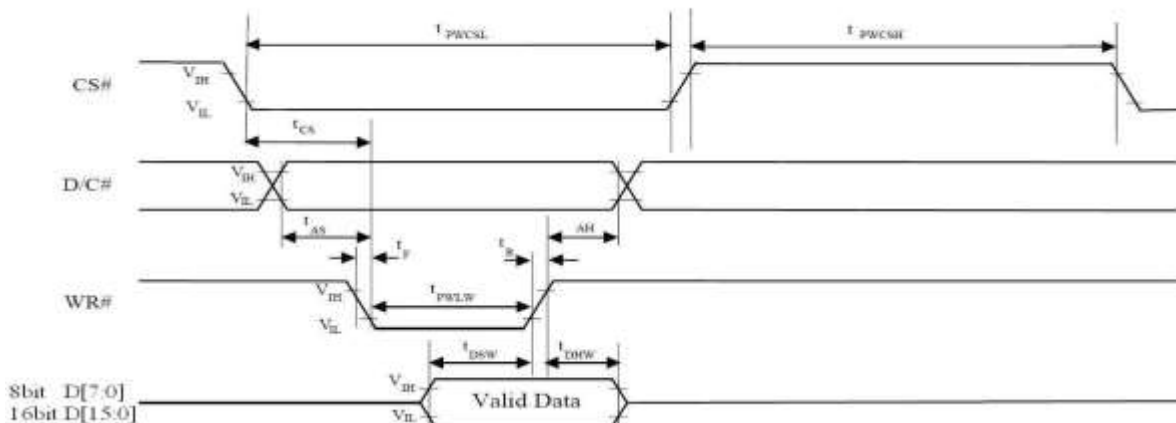 t PWCSL
t PWCSH
CS#
VIH
VIL
tCS
D/C#
VIH
VIL
tAS
tF
tR
AH
WR#
VIH
VIL
tPWLW
tDSW
tDHW
8bit D[7:0]
16bit D[15:0]
VIH
VIL
Valid Data